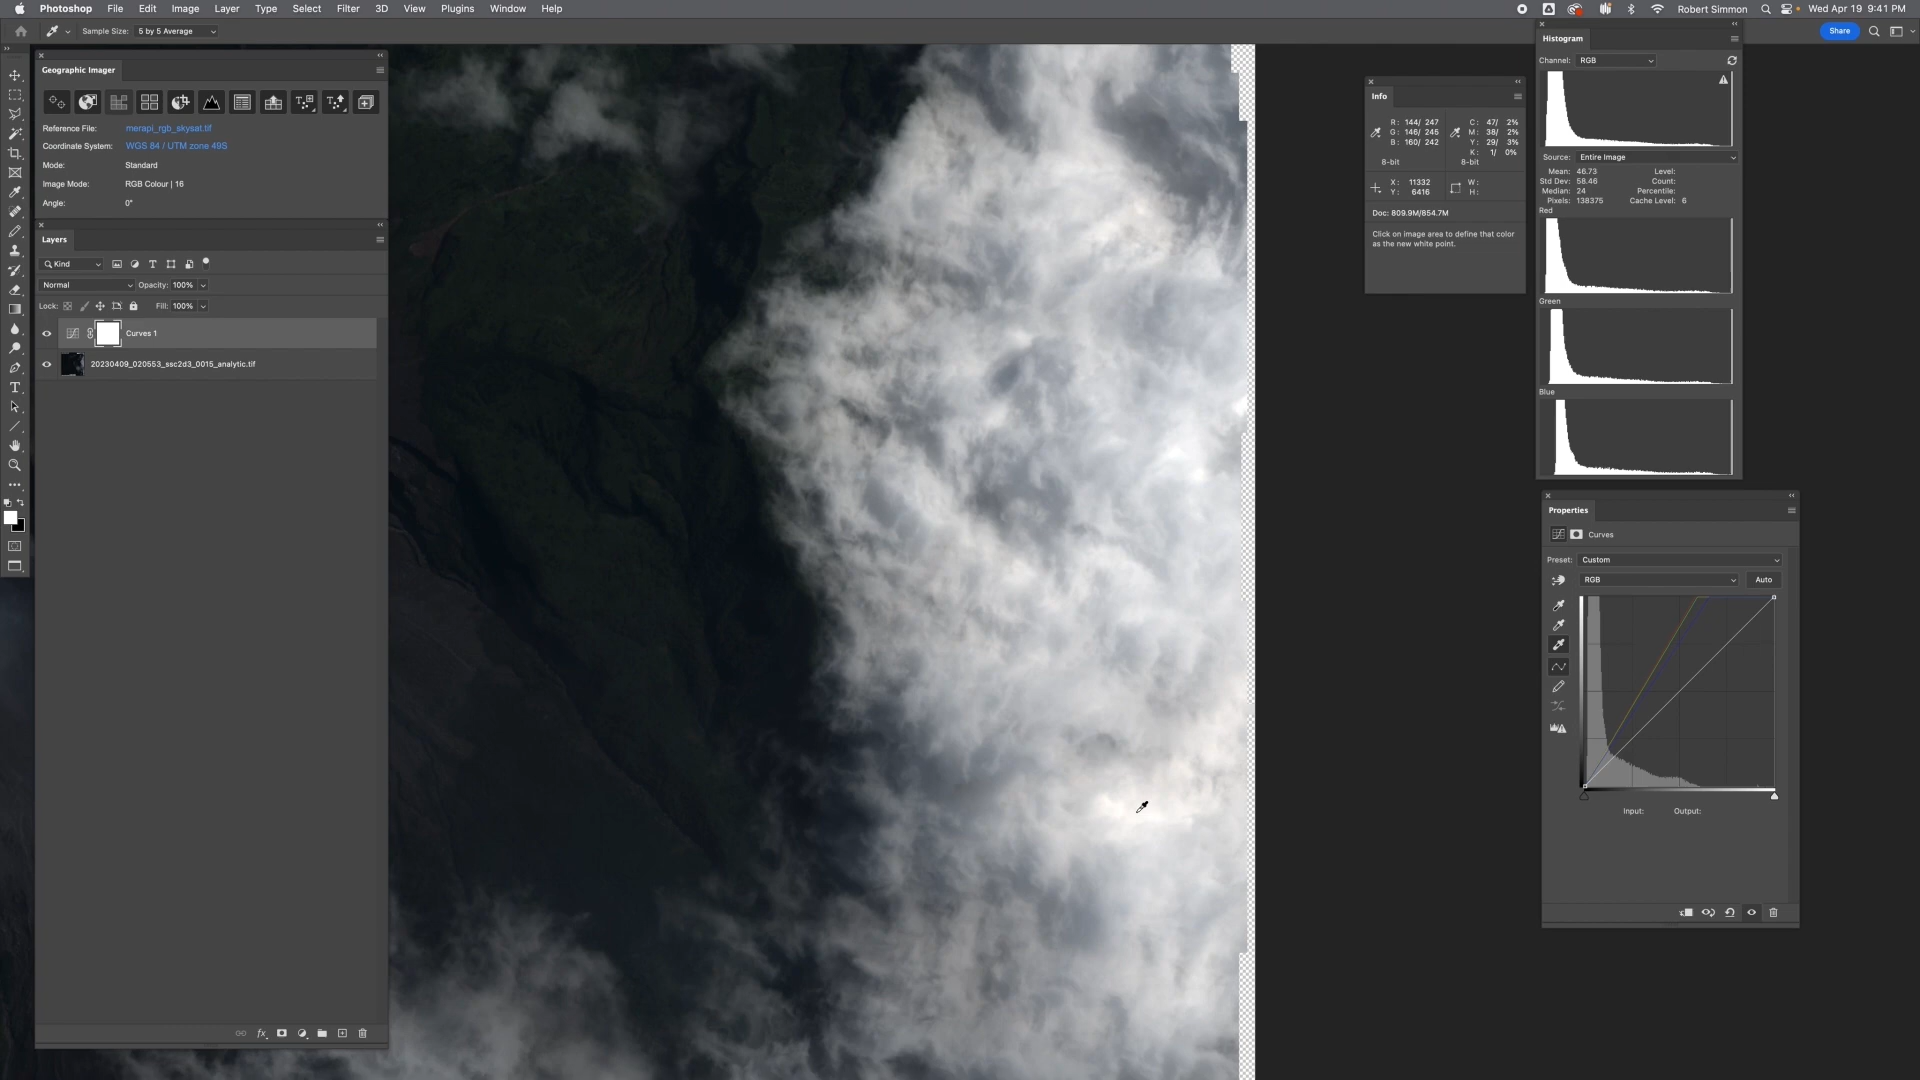 Photoshop File Edit Image Layer Type Select Filter 3D View Plugins Window Help
Robert Simmon Wed Apr 19 9:41 PM
Sample Size: 5 by 5 Average
Share
Geographic Imager
Reference File: merapi_rgb_skysat.tif
Coordinate System: WGS 84 / UTM zone 49S
Mode: Standard
Image Mode: RGB Colour | 16
Angle: 0°
Layers
Kind
Normal Opacity: 100%
Lock: Fill: 100%
Curves 1
20230409_020553_ssc2d3_0015_analytic.tif
fx
Info
R: 144/ 247 C: 47/ 2%
G: 146/ 245 M: 38/ 2%
B: 160/ 242 Y: 29/ 3%
K: 1/ 0%
8-bit 8-bit
X: 11332 W:
Y: 6416 H:
Doc: 809.9M/854.7M
Click on image area to define that color
as the new white point.
Histogram
Channel: RGB
Source: Entire Image
Mean: 46.73 Level:
Std Dev: 58.46 Count:
Median: 24 Percentile:
Pixels: 138375 Cache Level: 6
Red
Green
Blue
Properties
Curves
Preset: Custom
RGB Auto
Input: Output: